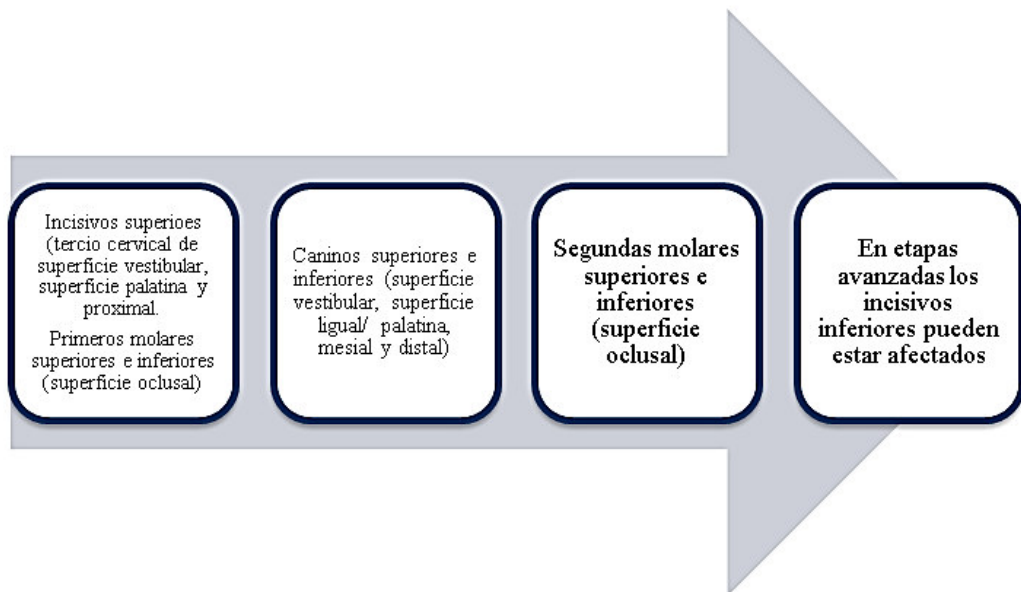 Incisivos superioes
(tercio cervical de
superficie vestibular,
superficie palatina y
proximal.
Primeros molares
superiores e inferiores
(superficie oclusal)
Caninos superiores e
inferiores (superficie
vestibular, superficie
ligual/ palatina,
mesial y distal)
Segundas molares
superiores e
inferiores
(superficie
oclusal)
En etapas
avanzadas los
incisivos
inferiores pueden
estar afectados